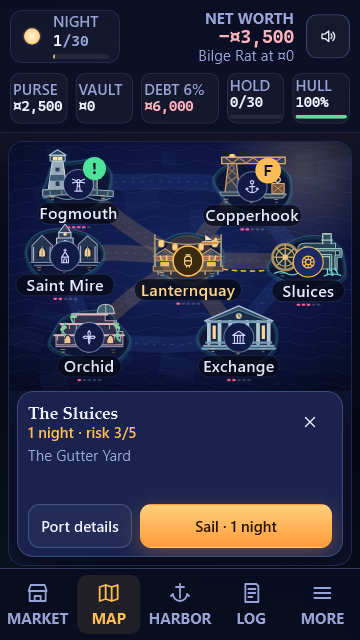 NIGHT
1/30
NET WORTH
−¤3,500
Bilge Rat at ¤0
PURSE
¤2,500
VAULT
¤0
DEBT 6%
¤6,000
HOLD
0/30
HULL
100%
!
F
Fogmouth
Copperhook
Saint Mire
Lanternquay
Sluices
Orchid
Exchange
The Sluices
1 night · risk 3/5
The Gutter Yard
Port details
Sail · 1 night
MARKET
MAP
HARBOR
LOG
MORE